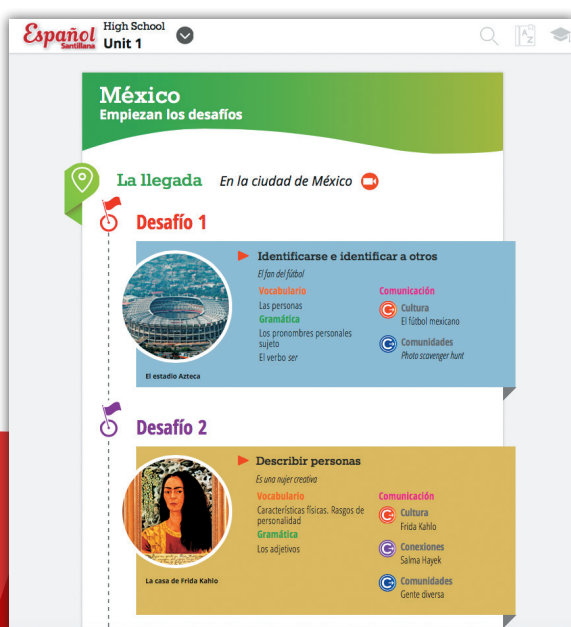 Español
Santillana
High School
Unit 1
A
Z
México
Empiezan los desafíos
La llegada En la ciudad de México
Desafío 1
Identificarse e identificar a otros
El fan del fútbol
Vocabulario
Las personas
Gramática
Los pronombres personales
sujeto
El verbo ser
Comunicación
Cultura
El fútbol mexicano
Comunidades
Photo scavenger hunt
El estadio Azteca
Desafío 2
Describir personas
Es una nujer creativa
Vocabulario
Características físicas. Rasgos de
personalidad
Gramática
Los adjetivos
Comunicación
Cultura
Frida Kahlo
Conexiones
Salma Hayek
Comunidades
Gente diversa
La casa de Frida Kahlo